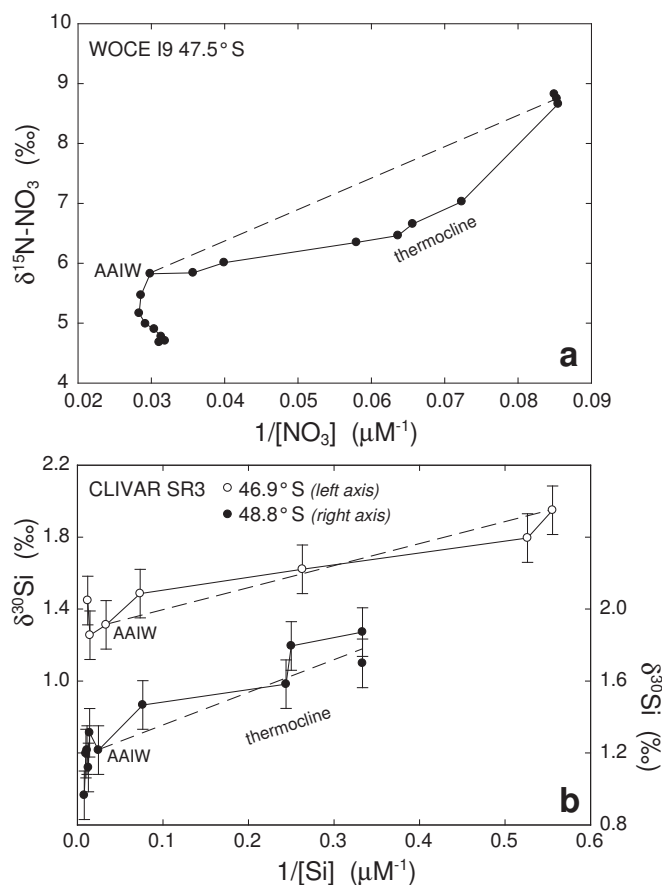 10
9
8
7
6
5
4
δ¹⁵N-NO₃ (‰)
WOCE I9 47.5°S
AAIW
thermocline
a
0.02 0.03 0.04 0.05 0.06 0.07 0.08 0.09
1/[NO₃] (µM⁻¹)
2.2
1.8
1.4
1.0
0.6
δ³⁰Si (‰)
CLIVAR SR3
46.9°S (left axis)
48.8°S (right axis)
AAIW
AAIW
thermocline
b
2.0
1.6
1.2
0.8
δ³⁰Si (‰)
0.0 0.1 0.2 0.3 0.4 0.5 0.6
1/[Si] (µM⁻¹)